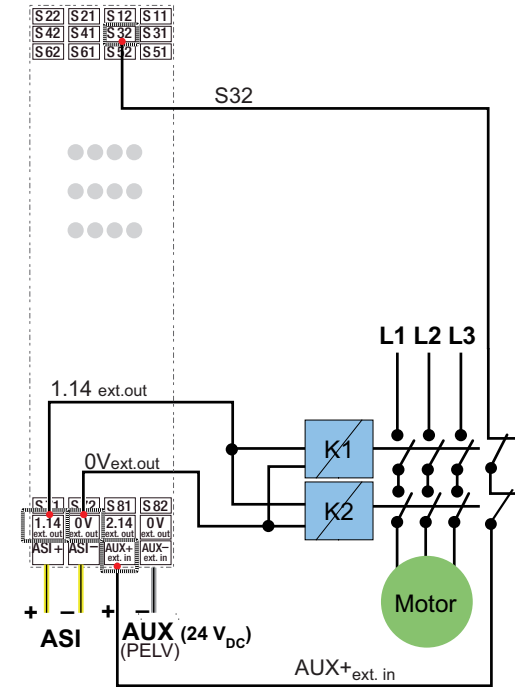 S22 S21 S12 S11
S42 S41 S32 S31
S62 S61 S52 S51
S32
L1 L2 L3
1.14 ext.out
K1
0Vext.out
K2
S81 S82
1.14 0V 2.14 0V
ext. out ext. out ext. out ext. out
ASI+ ASI− AUX+ AUX−
ext. in ext. in
+ − + −
Motor
ASI AUX (24 VDC)
(PELV)
AUX+ext. in